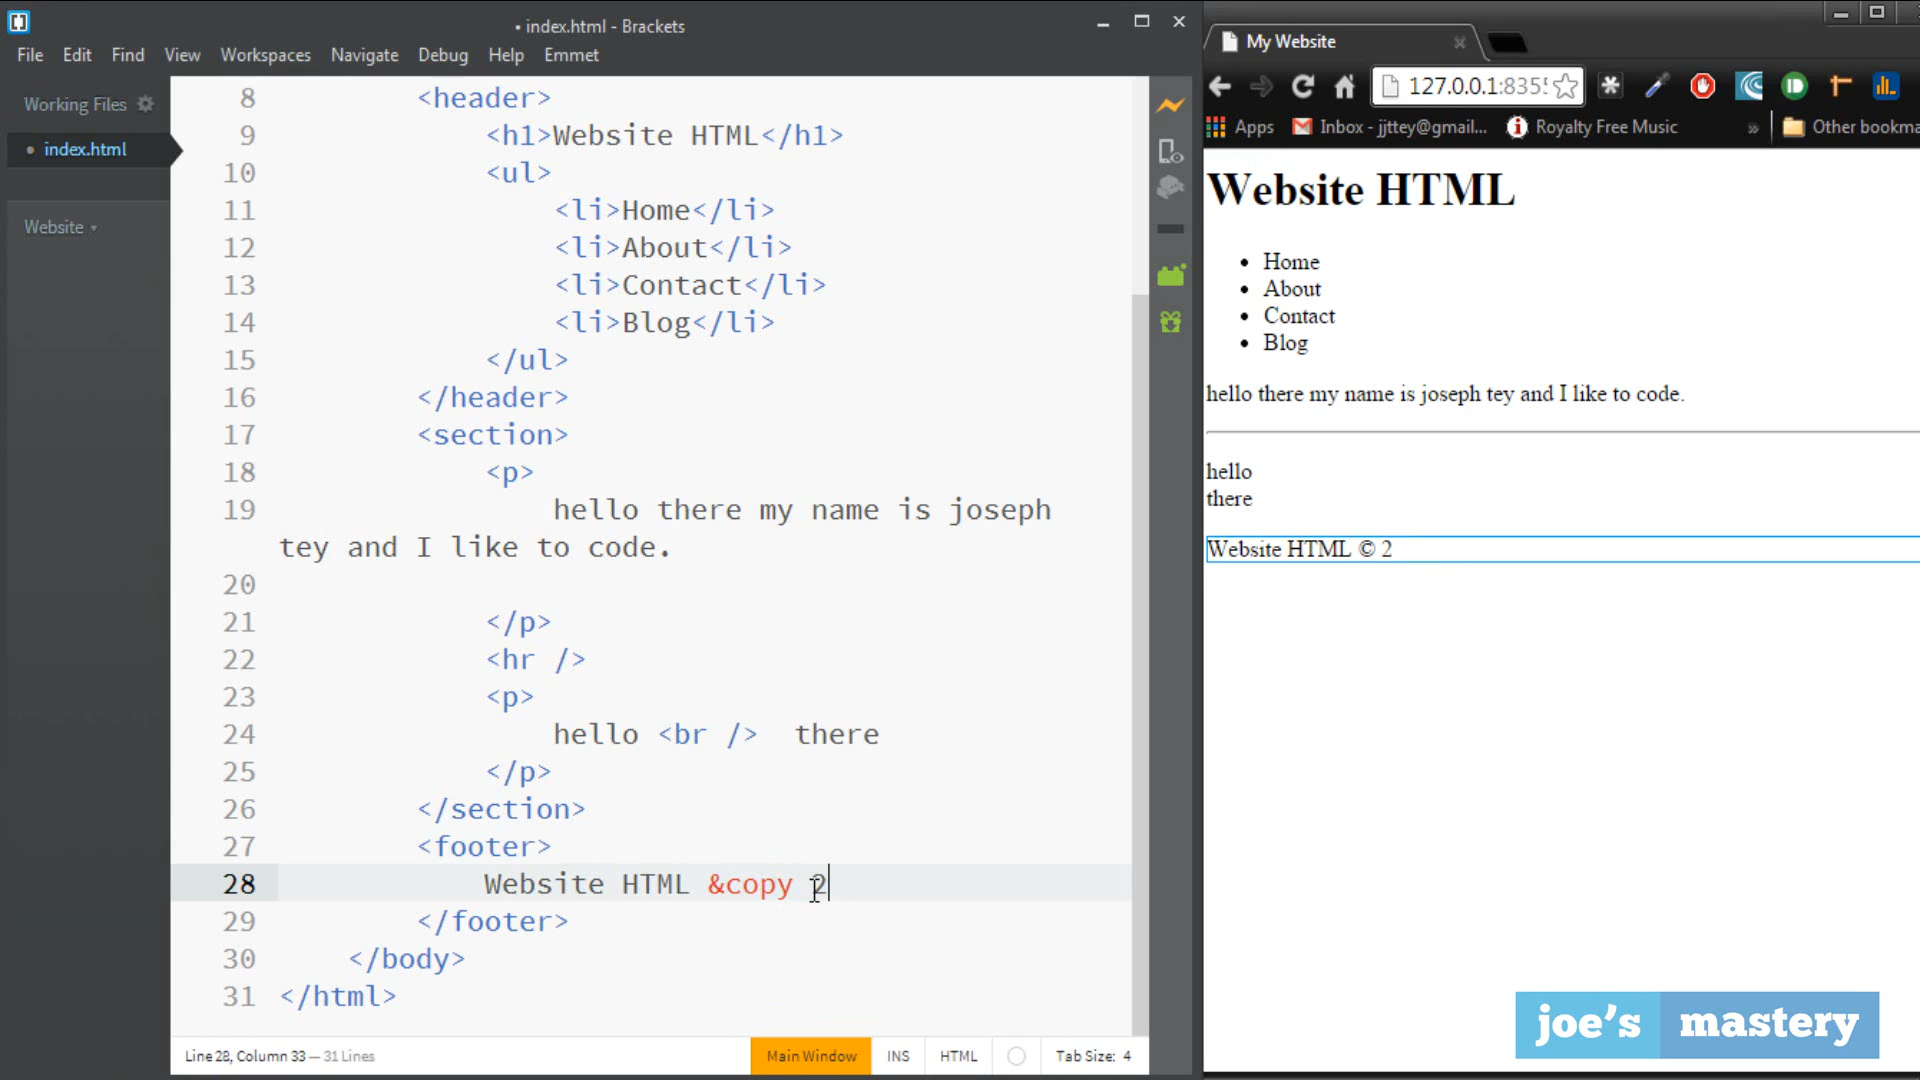 • index.html - Brackets
File Edit Find View Workspaces Navigate Debug Help Emmet
Working Files
• index.html
Website
8 <header>
9 <h1>Website HTML</h1>
10 <ul>
11 <li>Home</li>
12 <li>About</li>
13 <li>Contact</li>
14 <li>Blog</li>
15 </ul>
16 </header>
17 <section>
18 <p>
19 hello there my name is joseph
tey and I like to code.
20
21 </p>
22 <hr />
23 <p>
24 hello <br /> there
25 </p>
26 </section>
27 <footer>
28 Website HTML &copy 2
29 </footer>
30 </body>
31 </html>
Line 28, Column 33 — 31 Lines
Main Window INS HTML Tab Size: 4
My Website
127.0.0.1:8355
Apps Inbox - jjttey@gmail... Royalty Free Music » Other bookma
Website HTML
• Home
• About
• Contact
• Blog
hello there my name is joseph tey and I like to code.
hello
there
Website HTML © 2
joe's mastery